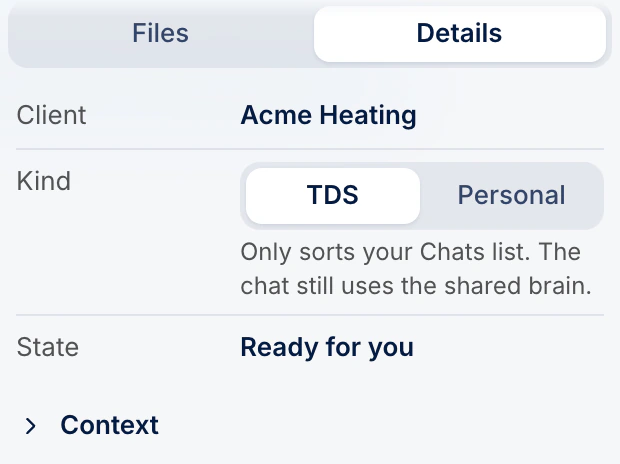 Files Details
Client Acme Heating
Kind TDS Personal
Only sorts your Chats list. The
chat still uses the shared brain.
State Ready for you
Context